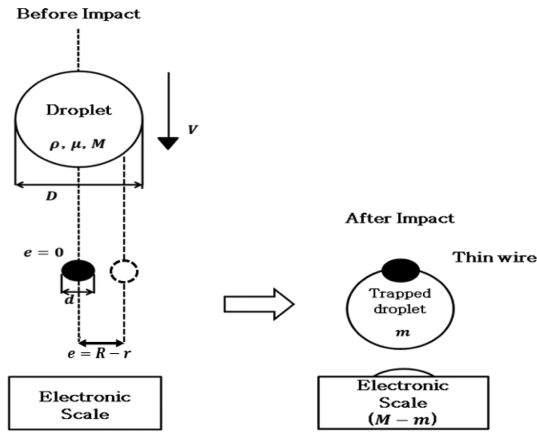 Before Impact
Droplet
ρ, μ, M
V
D
e = 0
d
e = R − r
Electronic
Scale
After Impact
Thin wire
Trapped
droplet
m
Electronic
Scale
(M − m)